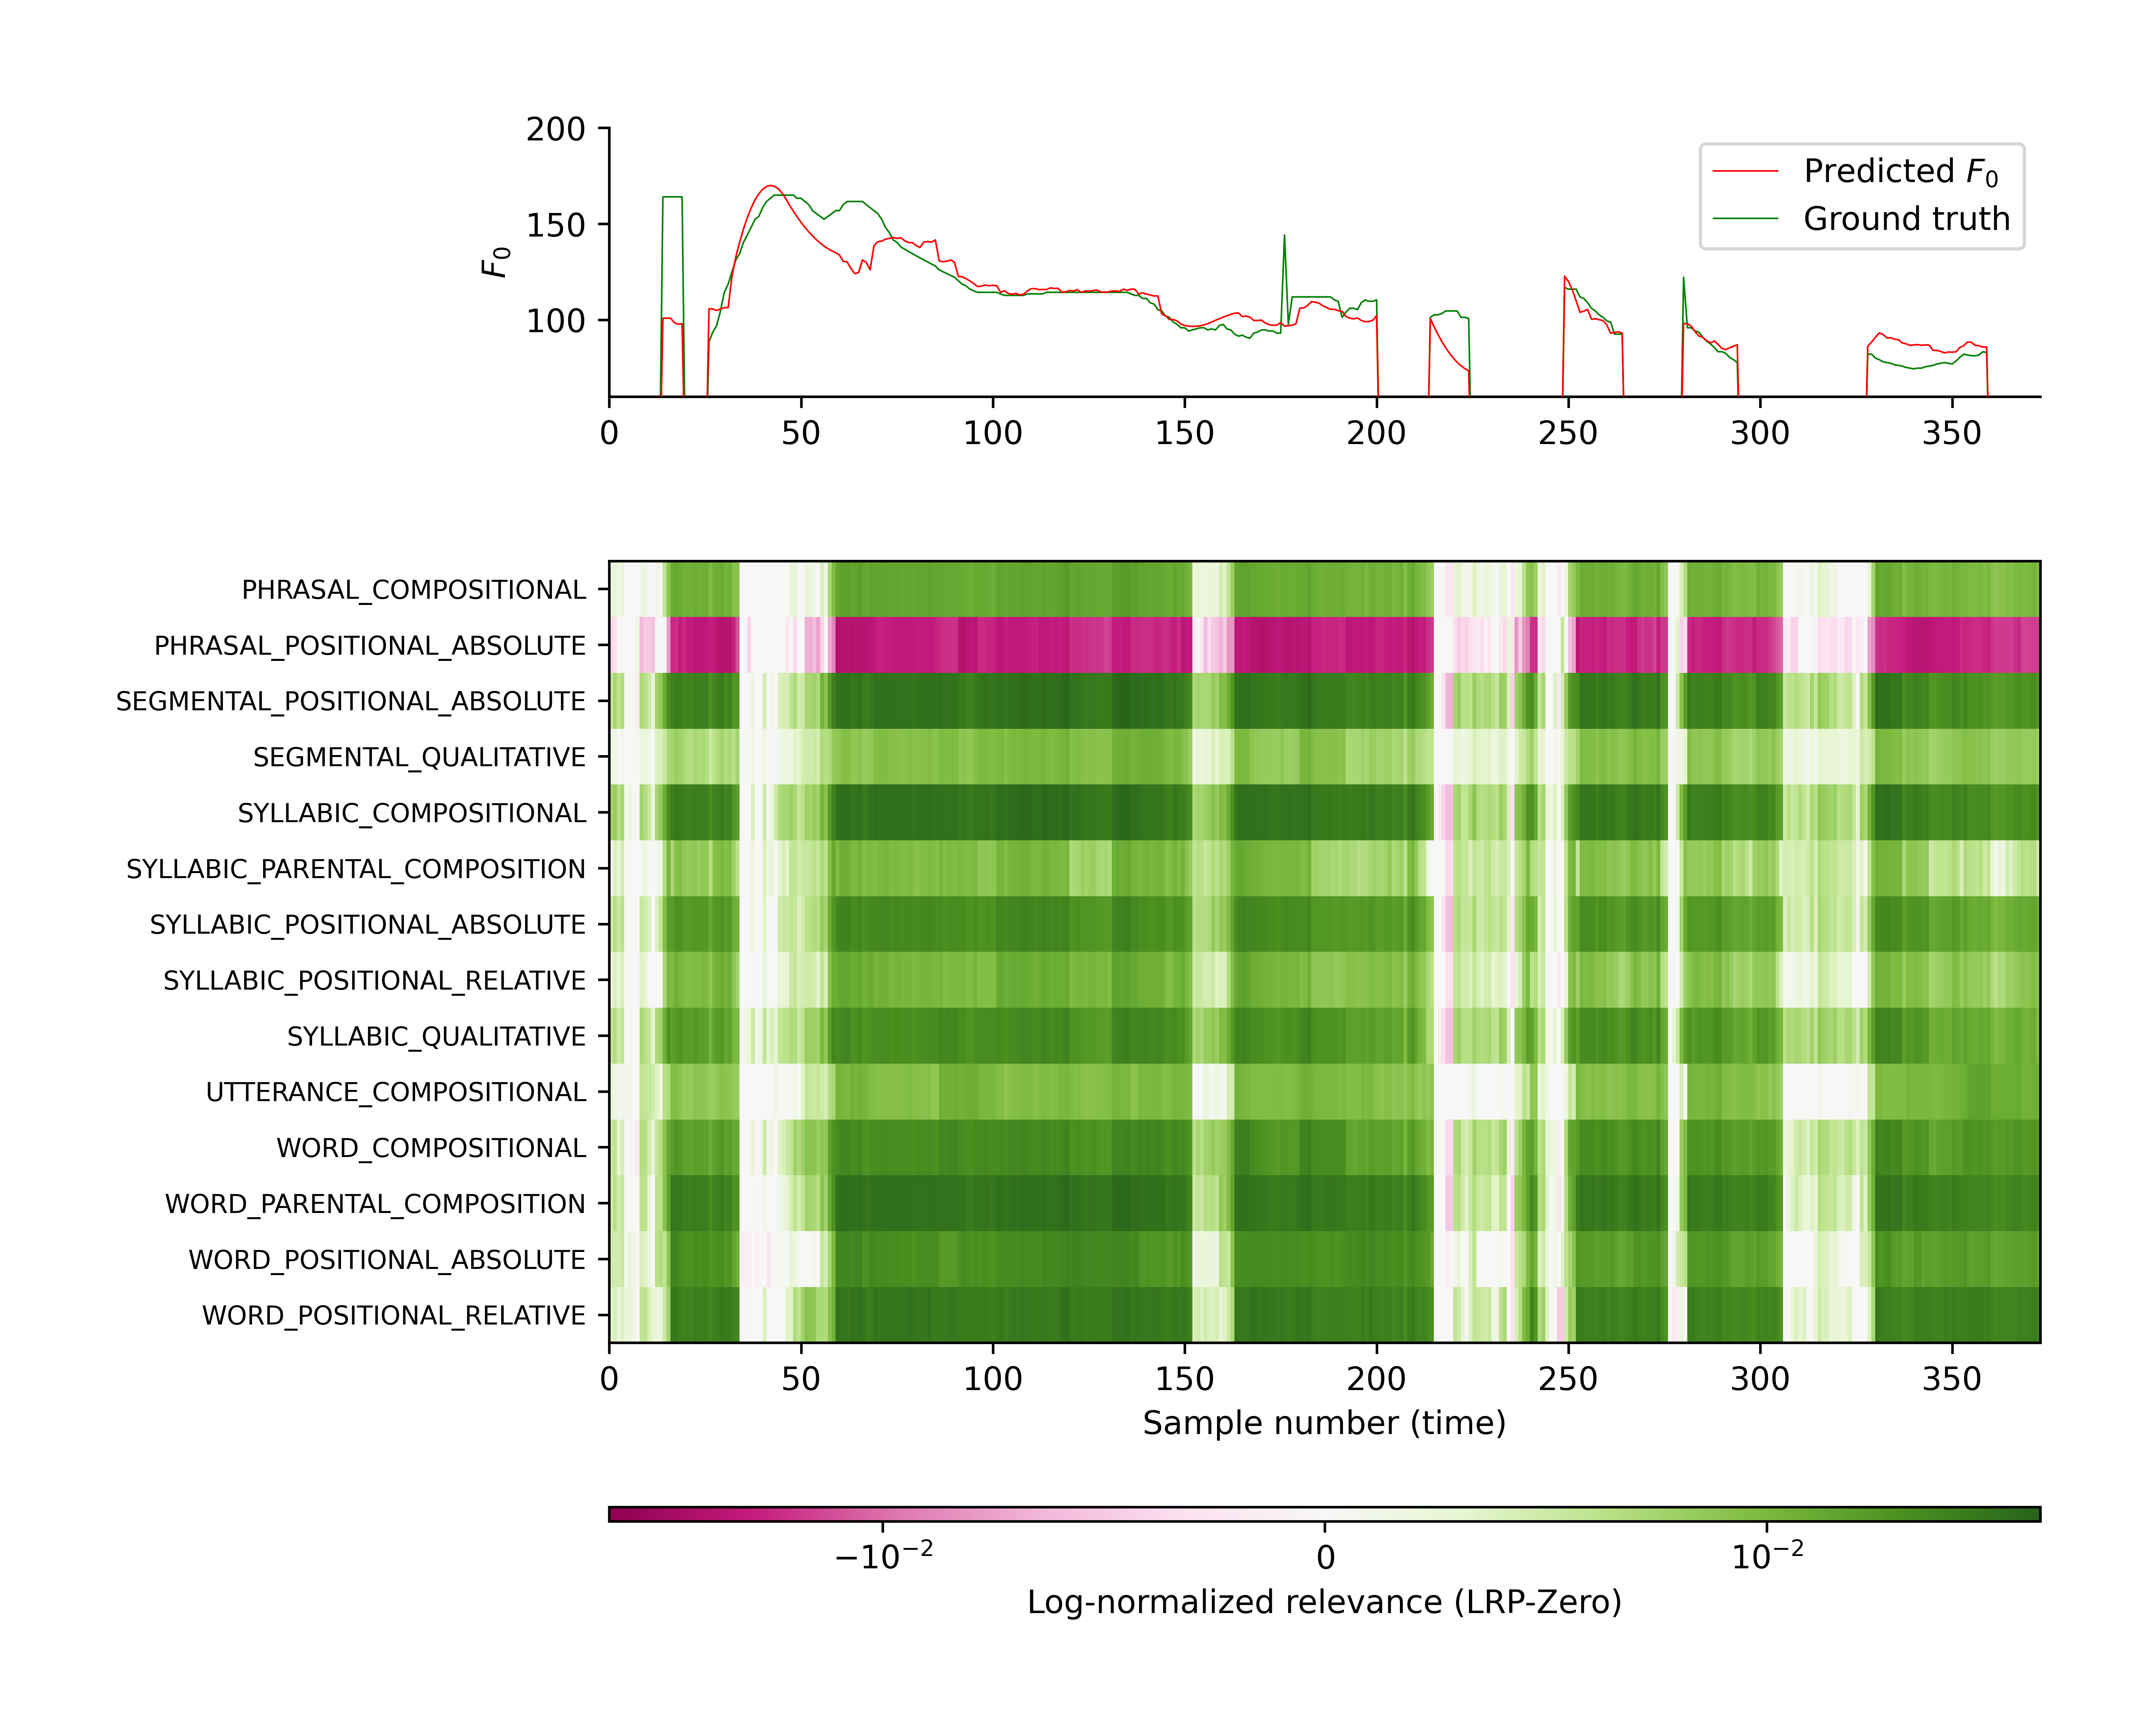 200
150
100
F₀
Predicted F₀
Ground truth
0 50 100 150 200 250 300 350
PHRASAL_COMPOSITIONAL
PHRASAL_POSITIONAL_ABSOLUTE
SEGMENTAL_POSITIONAL_ABSOLUTE
SEGMENTAL_QUALITATIVE
SYLLABIC_COMPOSITIONAL
SYLLABIC_PARENTAL_COMPOSITION
SYLLABIC_POSITIONAL_ABSOLUTE
SYLLABIC_POSITIONAL_RELATIVE
SYLLABIC_QUALITATIVE
UTTERANCE_COMPOSITIONAL
WORD_COMPOSITIONAL
WORD_PARENTAL_COMPOSITION
WORD_POSITIONAL_ABSOLUTE
WORD_POSITIONAL_RELATIVE
0 50 100 150 200 250 300 350
Sample number (time)
−10⁻² 0 10⁻²
Log-normalized relevance (LRP-Zero)